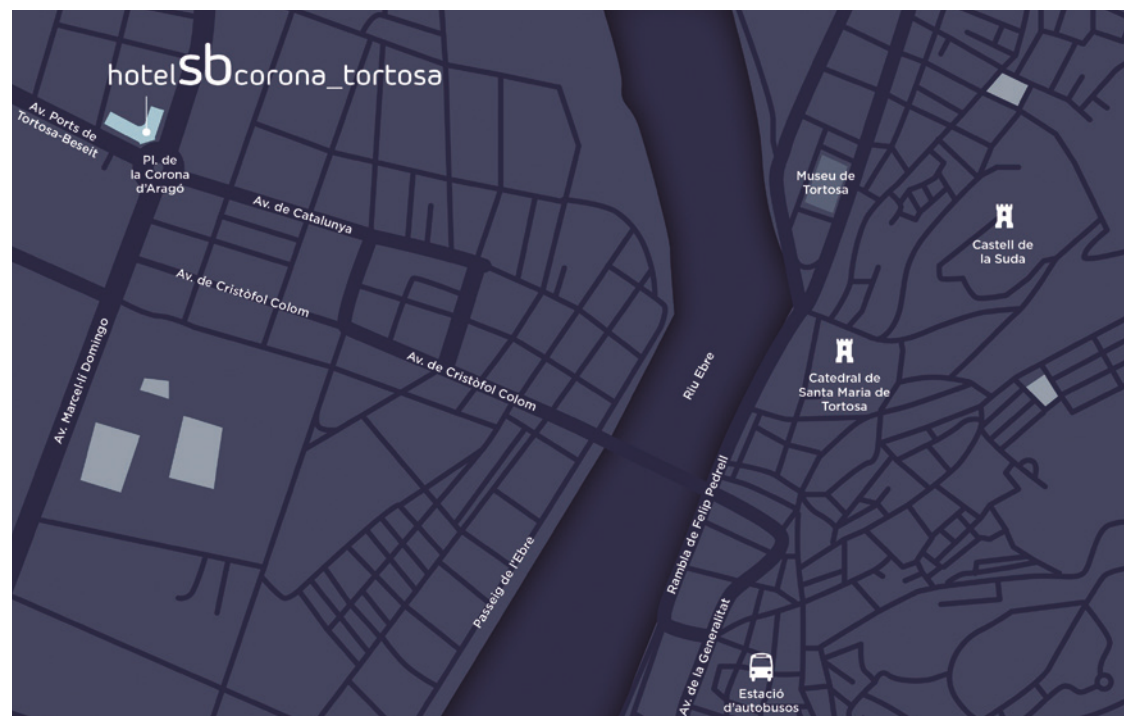 hotelsbcorona_tortosa
Av. Ports de
Tortosa-Beseit
Pl. de
la Corona
d'Aragó
Av. de Catalunya
Av. de Cristòfol Colom
Av. de Cristòfol Colom
Av. Marcel·lí Domingo
Museu de
Tortosa
Castell de
la Suda
Catedral de
Santa Maria de
Tortosa
Riu Ebre
Rambla de Felip Pedrell
Passeig de l'Ebre
Av. de la Generalitat
Estació
d'autobusos